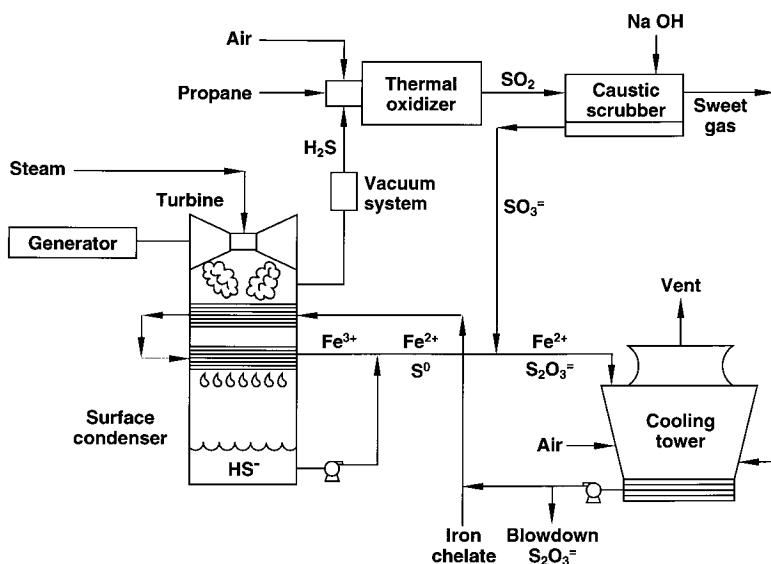 Air
Na OH
Propane
Thermal
oxidizer
SO₂
Caustic
scrubber
Sweet
gas
H₂S
Steam
Vacuum
system
Turbine
SO₃⁼
Generator
Vent
Fe³⁺
Fe²⁺
Fe²⁺
S⁰
S₂O₃⁼
Surface
condenser
Cooling
tower
Air
HS⁻
Iron
chelate
Blowdown
S₂O₃⁼